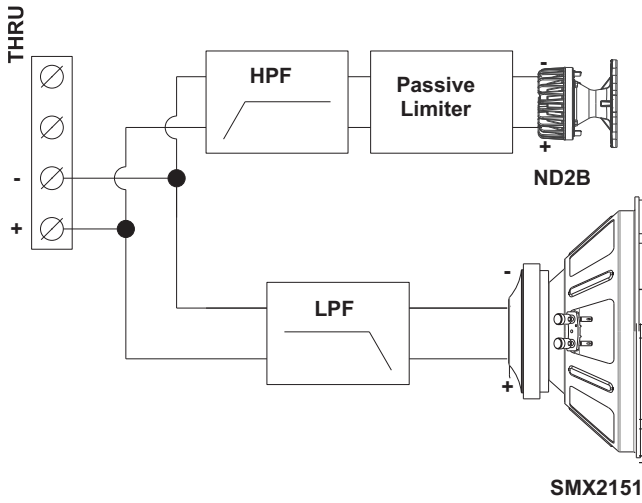 THRU
HPF
Passive
Limiter
-
+
ND2B
-
+
LPF
-
+
SMX2151